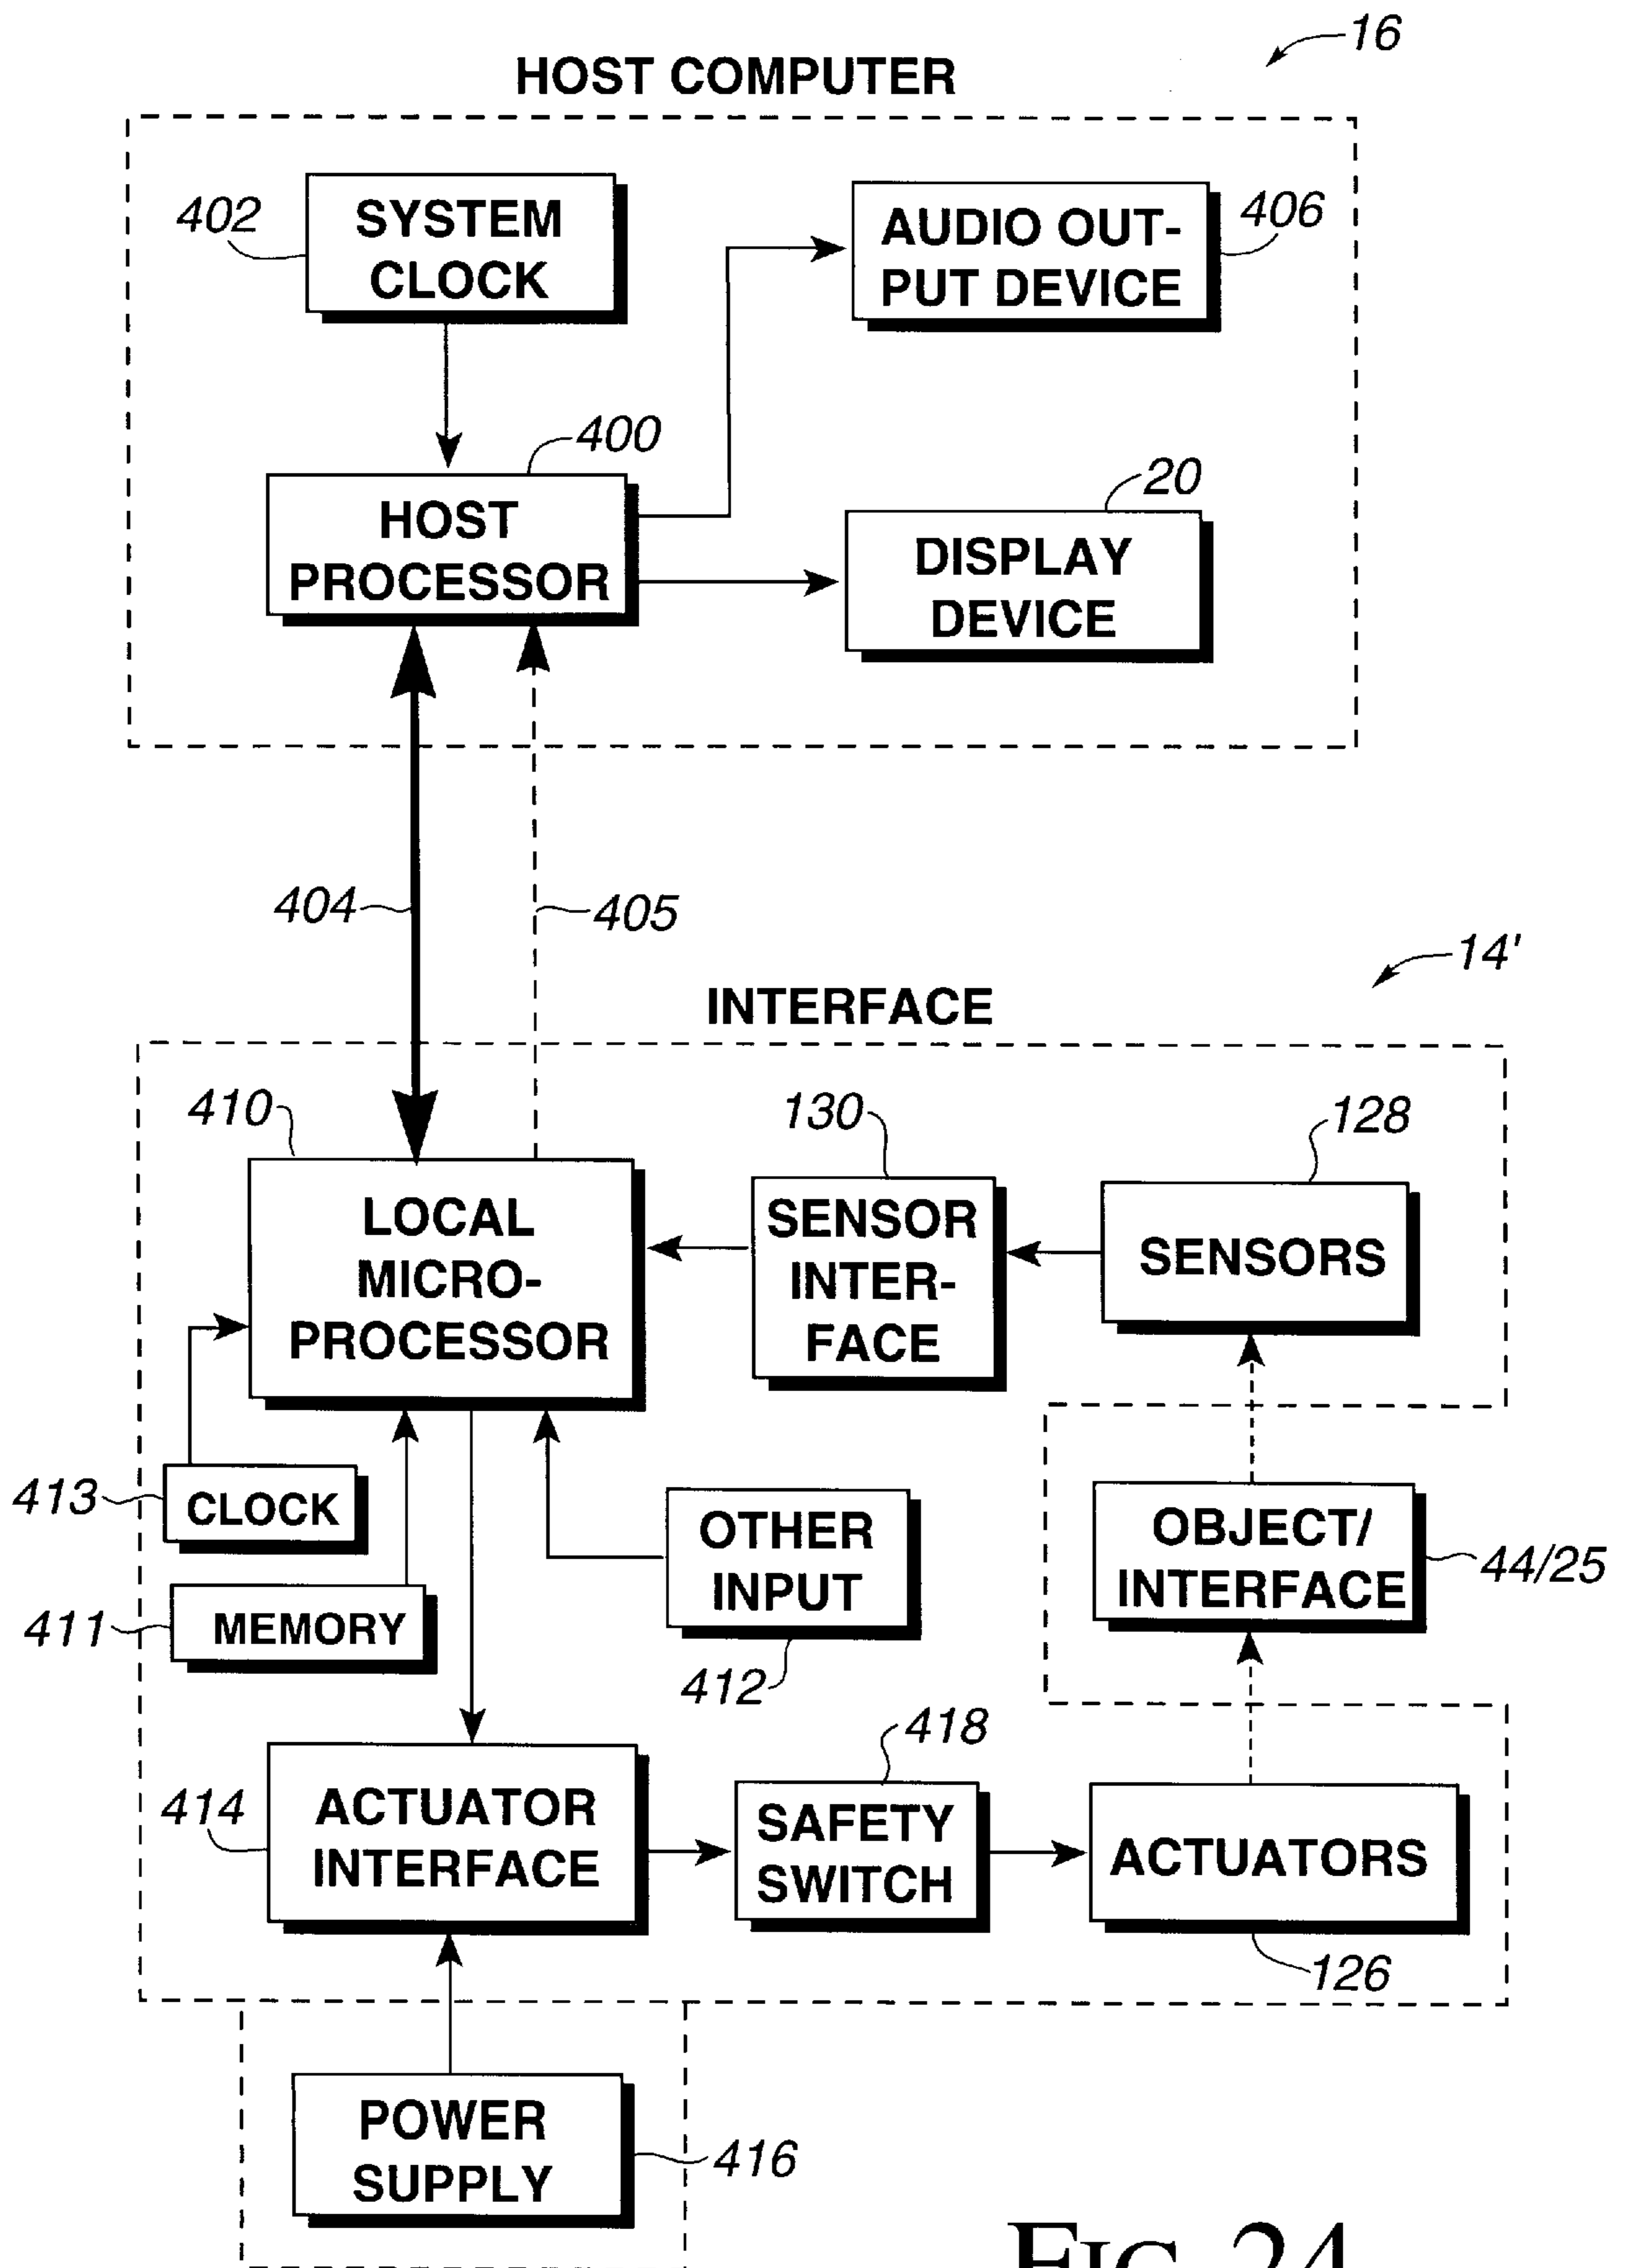 16
HOST COMPUTER
402
SYSTEM
CLOCK
AUDIO OUT-
PUT DEVICE
406
400
HOST
PROCESSOR
20
DISPLAY
DEVICE
404
405
14'
INTERFACE
410
LOCAL
MICRO-
PROCESSOR
130
SENSOR
INTER-
FACE
128
SENSORS
413
CLOCK
411
MEMORY
OTHER
INPUT
412
OBJECT/
INTERFACE
44/25
414
ACTUATOR
INTERFACE
418
SAFETY
SWITCH
ACTUATORS
126
POWER
SUPPLY
416
FIG. 24